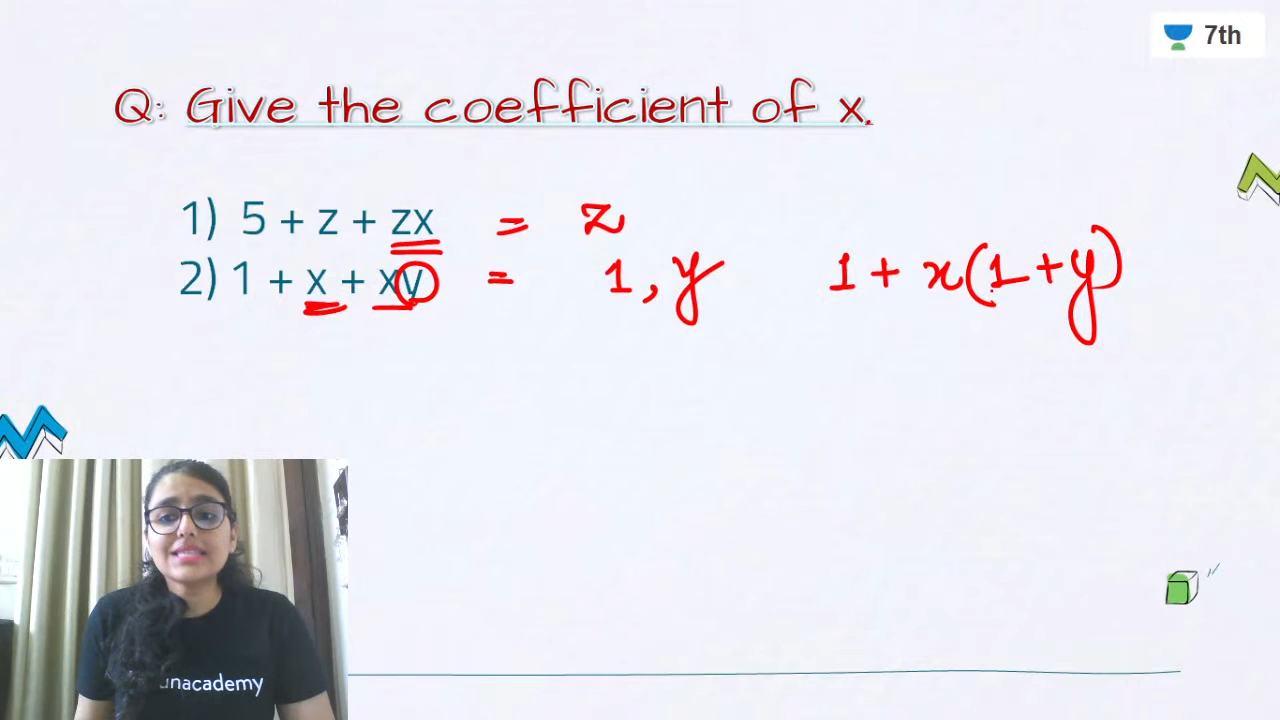 7th
Q: Give the coefficient of x.
1) 5 + z + zx = z
2) 1 + x + xy = 1, y 1 + x(1+y)
unacademy